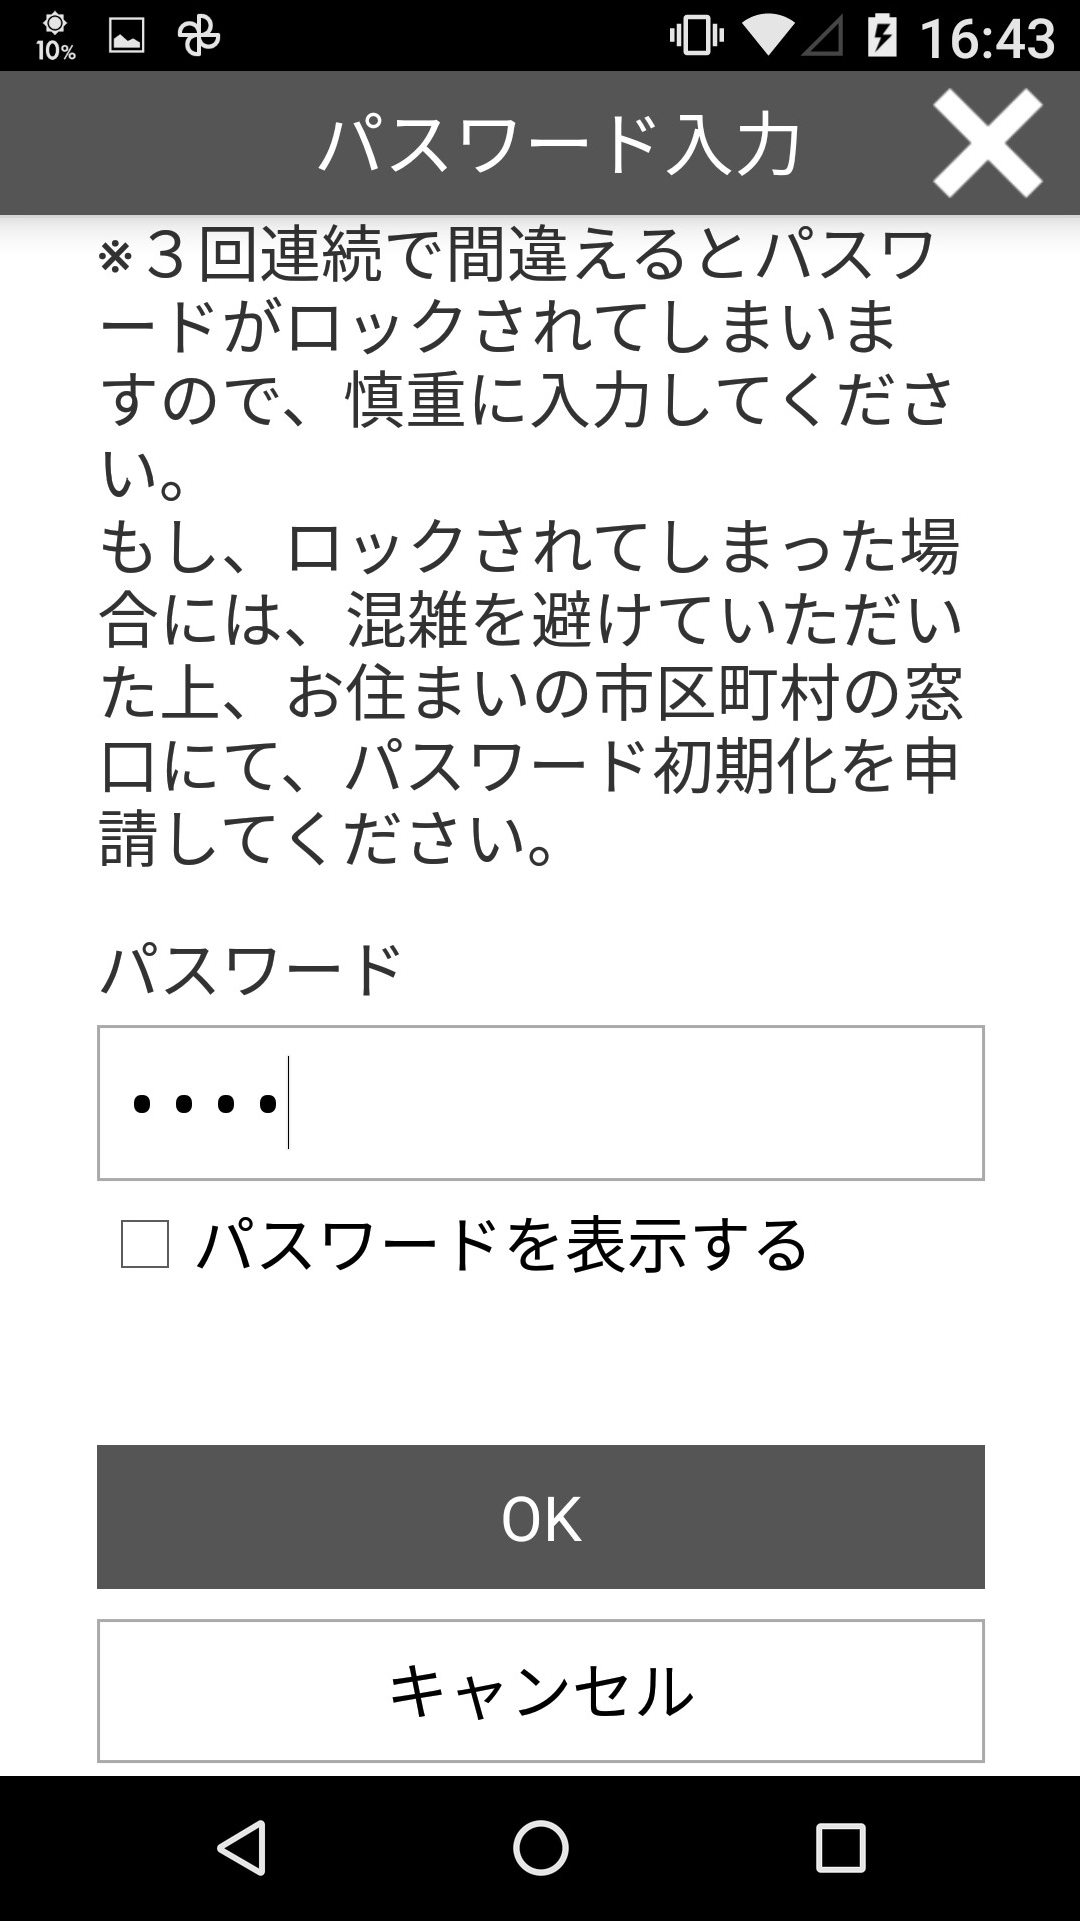 10%
16:43
パスワード入力
※３回連続で間違えるとパスワ
ードがロックされてしまいま
すので、慎重に入力してくださ
い。
もし、ロックされてしまった場
合には、混雑を避けていただい
た上、お住まいの市区町村の窓
口にて、パスワード初期化を申
請してください。
パスワード
••••
パスワードを表示する
OK
キャンセル